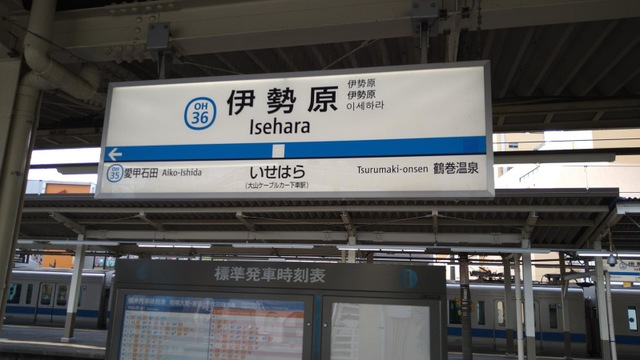 OH
36
伊勢原
Isehara
伊势原
伊勢原
이세하라
OH
35
愛甲石田 Aiko-Ishida
いせはら
(大山ケーブルカー下車駅)
Tsurumaki-onsen 鶴巻温泉
標準発車時刻表